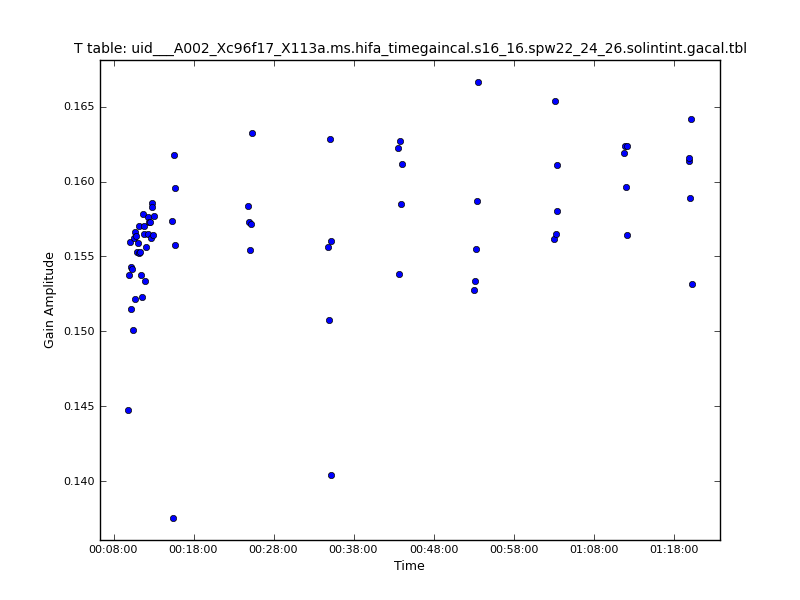 T table: uid___A002_Xc96f17_X113a.ms.hifa_timegaincal.s16_16.spw22_24_26.solintint.gacal.tbl
0.165
0.160
0.155
0.150
0.145
0.140
Gain Amplitude
00:08:00 00:18:00 00:28:00 00:38:00 00:48:00 00:58:00 01:08:00 01:18:00
Time